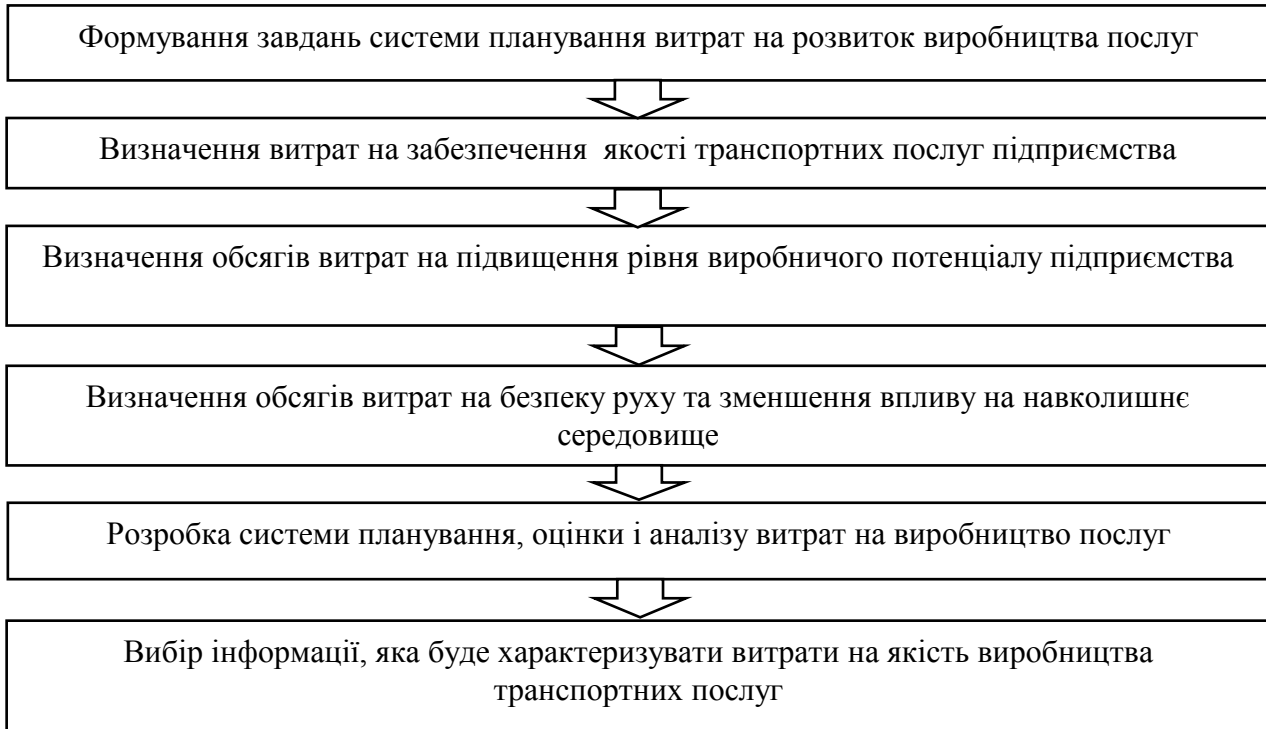 Формування завдань системи планування витрат на розвиток виробництва послуг
Визначення витрат на забезпечення якості транспортних послуг підприємства
Визначення обсягів витрат на підвищення рівня виробничого потенціалу підприємства
Визначення обсягів витрат на безпеку руху та зменшення впливу на навколишнє
середовище
Розробка системи планування, оцінки і аналізу витрат на виробництво послуг
Вибір інформації, яка буде характеризувати витрати на якість виробництва
транспортних послуг